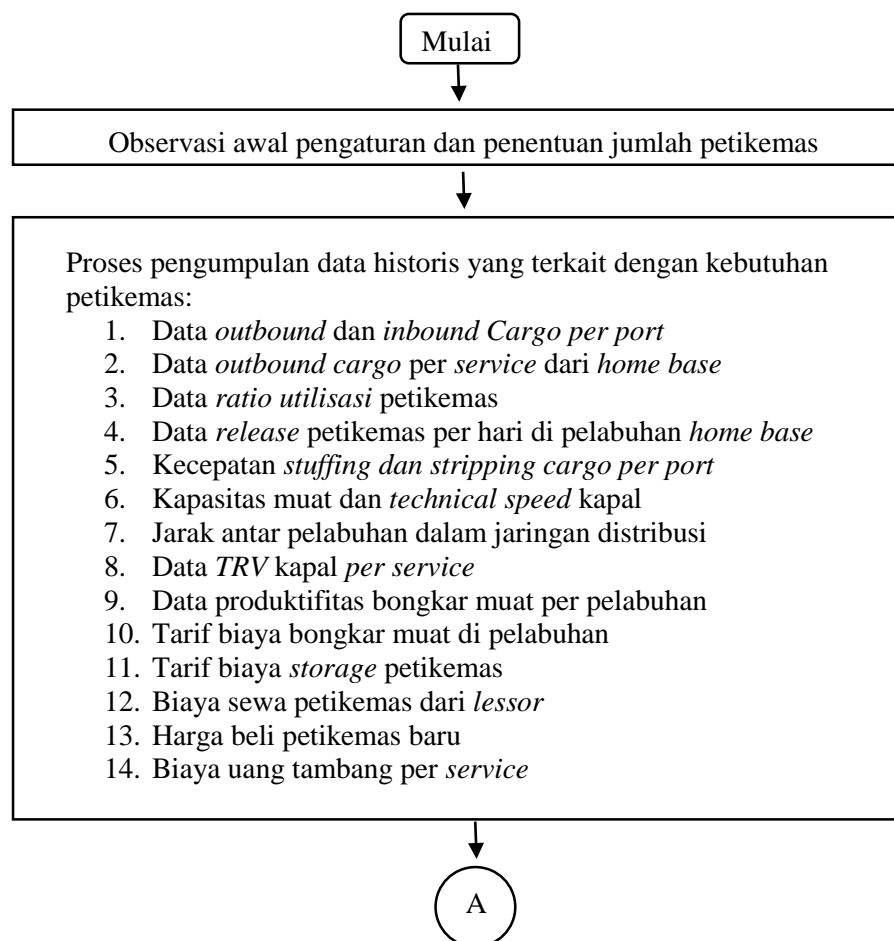 Mulai
Observasi awal pengaturan dan penentuan jumlah petikemas
Proses pengumpulan data historis yang terkait dengan kebutuhan
petikemas:
1. Data outbound dan inbound Cargo per port
2. Data outbound cargo per service dari home base
3. Data ratio utilisasi petikemas
4. Data release petikemas per hari di pelabuhan home base
5. Kecepatan stuffing dan stripping cargo per port
6. Kapasitas muat dan technical speed kapal
7. Jarak antar pelabuhan dalam jaringan distribusi
8. Data TRV kapal per service
9. Data produktifitas bongkar muat per pelabuhan
10. Tarif biaya bongkar muat di pelabuhan
11. Tarif biaya storage petikemas
12. Biaya sewa petikemas dari lessor
13. Harga beli petikemas baru
14. Biaya uang tambang per service
A